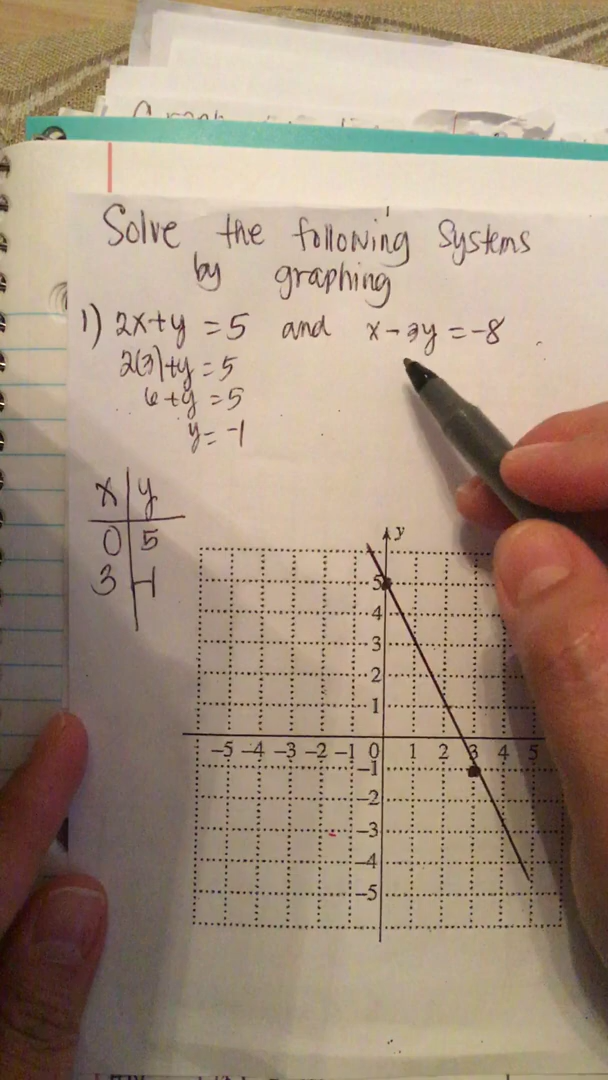 Solve the following systems
by graphing
1) 2x+y = 5 and x-3y = -8
2(3)+y = 5
6+y = 5
y = -1
x y
0 5
3 -1
y
5
4
3
2
1
-5 -4 -3 -2 -1 0 1 2 3 4 5
-1
-2
-3
-4
-5